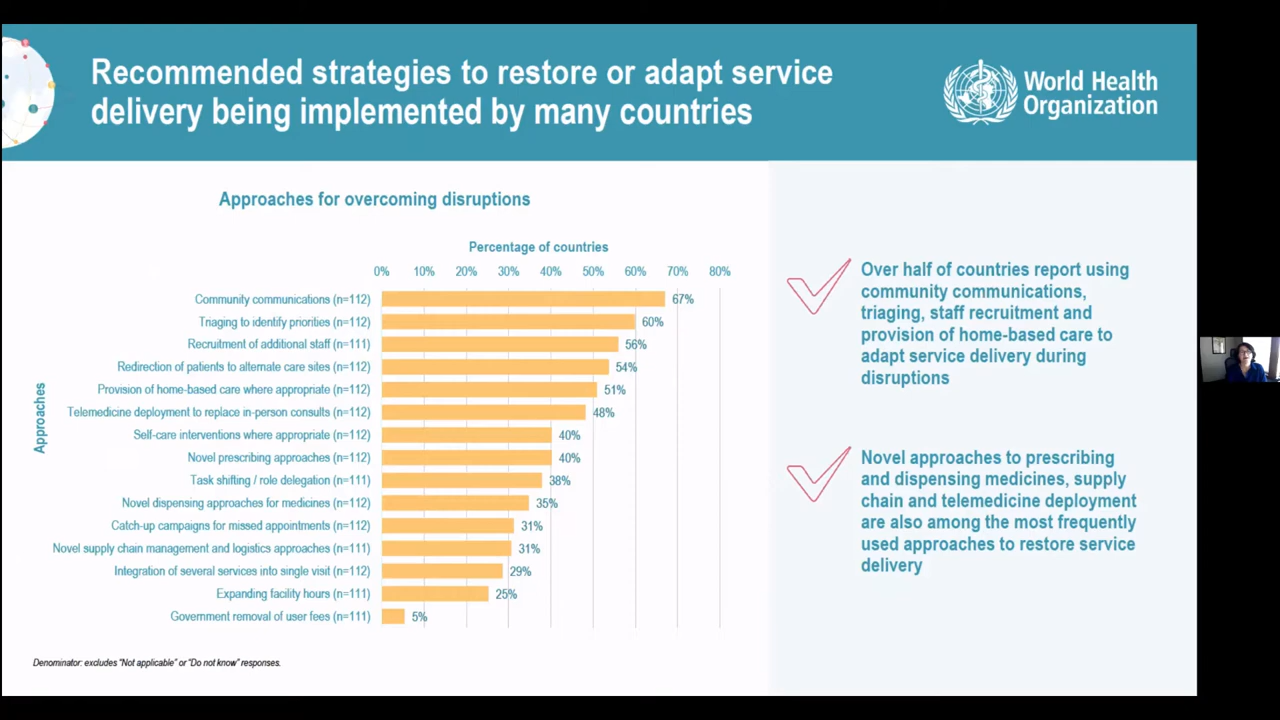 Recommended strategies to restore or adapt service
delivery being implemented by many countries
World Health
Organization
Approaches for overcoming disruptions
Percentage of countries
0% 10% 20% 30% 40% 50% 60% 70% 80%
Approaches
Community communications (n=112) 67%
Triaging to identify priorities (n=112) 60%
Recruitment of additional staff (n=111) 56%
Redirection of patients to alternate care sites (n=112) 54%
Provision of home-based care where appropriate (n=112) 51%
Telemedicine deployment to replace in-person consults (n=112) 48%
Self-care interventions where appropriate (n=112) 40%
Novel prescribing approaches (n=112) 40%
Task shifting / role delegation (n=111) 38%
Novel dispensing approaches for medicines (n=112) 35%
Catch-up campaigns for missed appointments (n=112) 31%
Novel supply chain management and logistics approaches (n=111) 31%
Integration of several services into single visit (n=112) 29%
Expanding facility hours (n=111) 25%
Government removal of user fees (n=111) 5%
Denominator: excludes "Not applicable" or "Do not know" responses.
Over half of countries report using
community communications,
triaging, staff recruitment and
provision of home-based care to
adapt service delivery during
disruptions
Novel approaches to prescribing
and dispensing medicines, supply
chain and telemedicine deployment
are also among the most frequently
used approaches to restore service
delivery